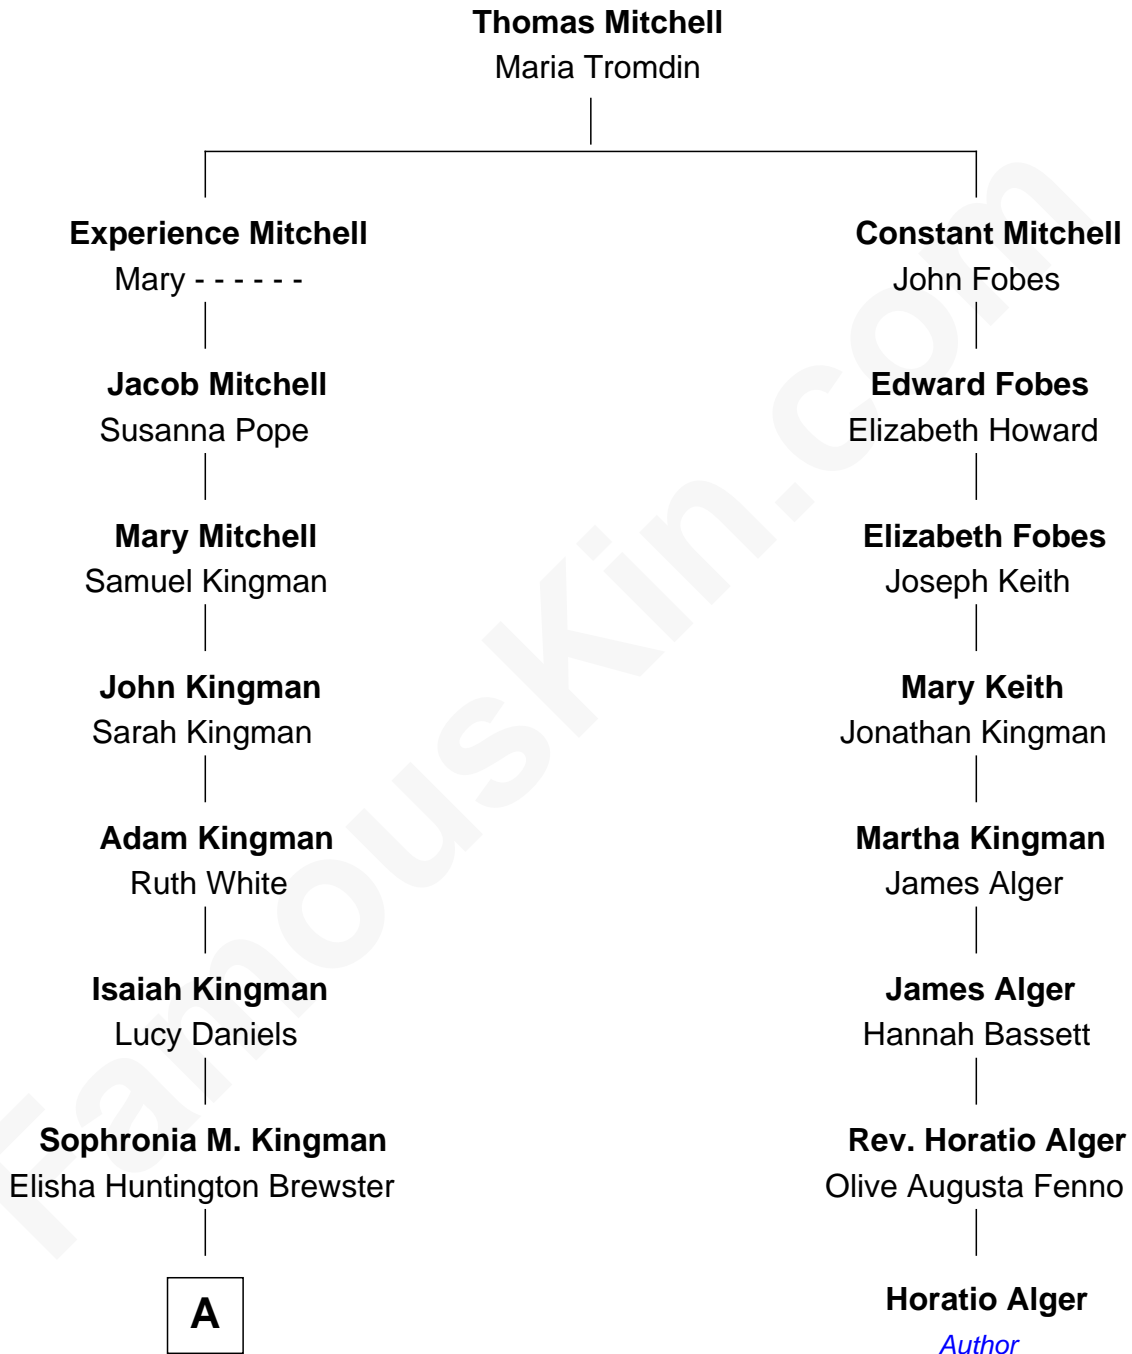 Thomas Mitchell
Maria Tromdin
Experience Mitchell
Mary - - - - - -
Constant Mitchell
John Fobes
Jacob Mitchell
Susanna Pope
Edward Fobes
Elizabeth Howard
Mary Mitchell
Samuel Kingman
Elizabeth Fobes
Joseph Keith
John Kingman
Sarah Kingman
Mary Keith
Jonathan Kingman
Adam Kingman
Ruth White
Martha Kingman
James Alger
Isaiah Kingman
Lucy Daniels
James Alger
Hannah Bassett
Sophronia M. Kingman
Elisha Huntington Brewster
Rev. Horatio Alger
Olive Augusta Fenno
A
Horatio Alger
Author
FamousKin.com